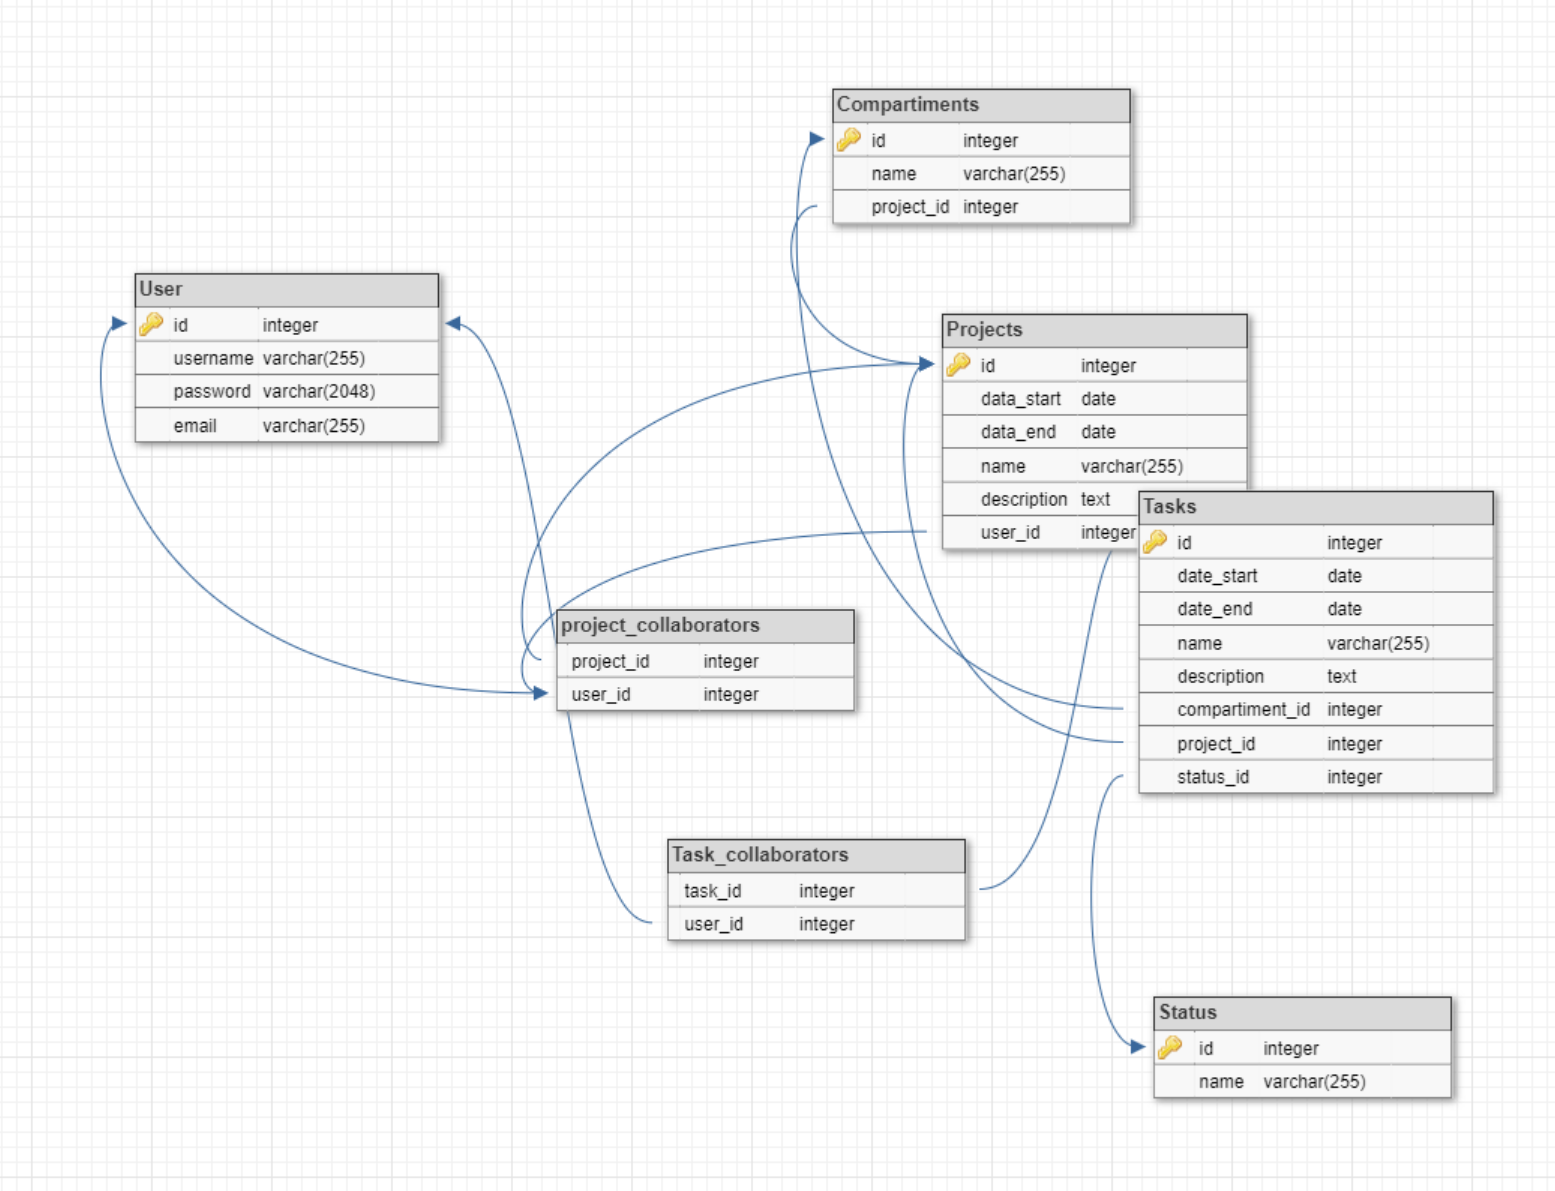 Compartiments
id integer
name varchar(255)
project_id integer
User
id integer
username varchar(255)
password varchar(2048)
email varchar(255)
Projects
id integer
data_start date
data_end date
name varchar(255)
description text
user_id integer
Tasks
id integer
date_start date
date_end date
name varchar(255)
description text
compartiment_id integer
project_id integer
status_id integer
project_collaborators
project_id integer
user_id integer
Task_collaborators
task_id integer
user_id integer
Status
id integer
name varchar(255)